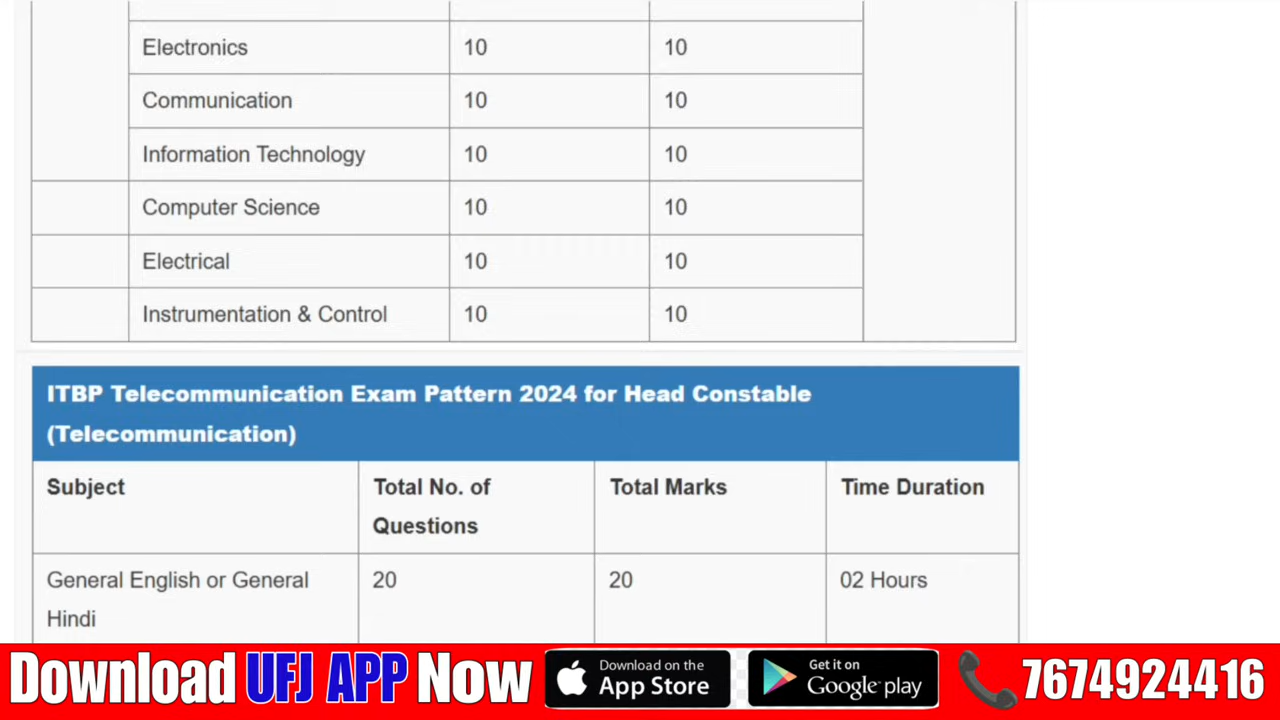 Electronics 10 10
Communication 10 10
Information Technology 10 10
Computer Science 10 10
Electrical 10 10
Instrumentation & Control 10 10
ITBP Telecommunication Exam Pattern 2024 for Head Constable
(Telecommunication)
Subject Total No. of Questions Total Marks Time Duration
General English or General Hindi 20 20 02 Hours
Download UFJ APP Now Download on the App Store Get it on Google play 7674924416